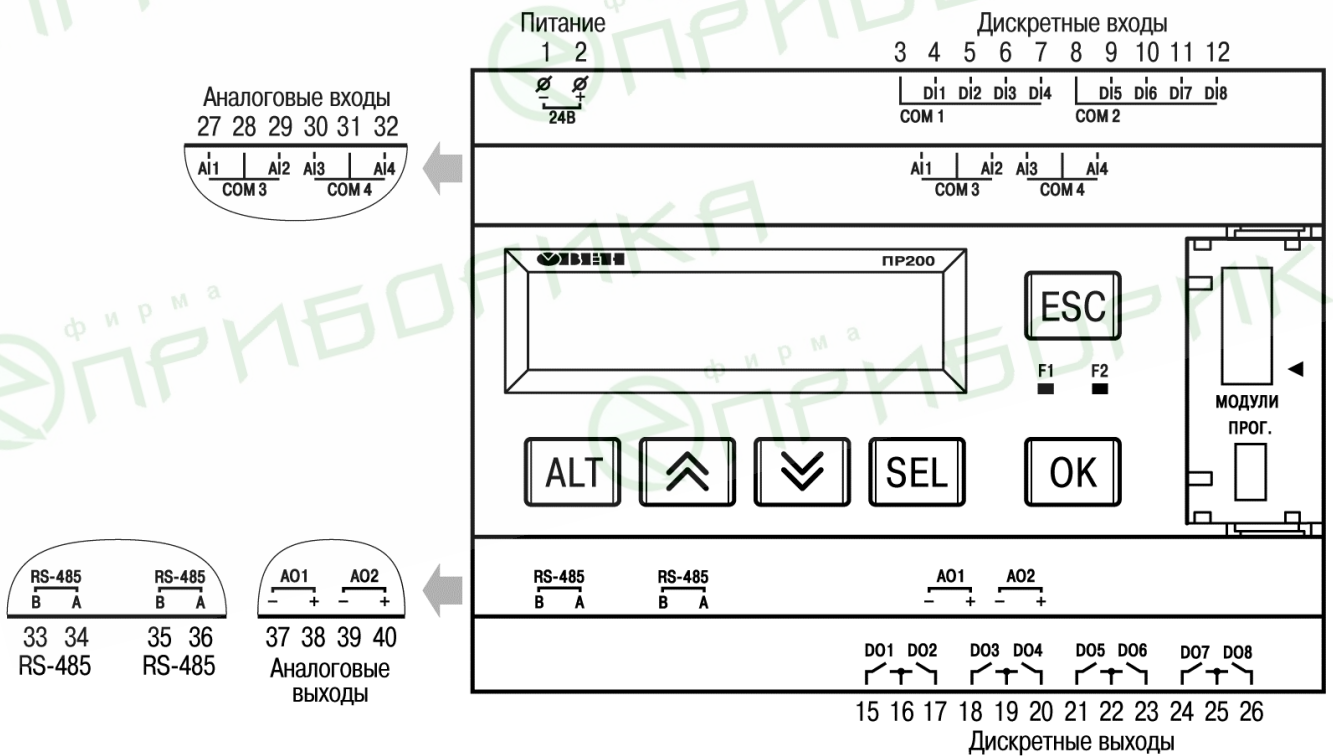 Питание
1 2
Дискретные входы
3 4 5 6 7 8 9 10 11 12
24В
DI1 DI2 DI3 DI4 DI5 DI6 DI7 DI8
COM 1 COM 2
Аналоговые входы
27 28 29 30 31 32
AI1 AI2 AI3 AI4
COM 3 COM 4
AI1 AI2 AI3 AI4
COM 3 COM 4
ОВЕН ПР200
ESC
F1 F2
МОДУЛИ
ПРОГ.
ALT SEL OK
RS-485 RS-485 AO1 AO2
B A B A − + − +
33 34 35 36 37 38 39 40
RS-485 RS-485 Аналоговые
выходы
RS-485 RS-485 AO1 AO2
B A B A − + − +
DO1 DO2 DO3 DO4 DO5 DO6 DO7 DO8
15 16 17 18 19 20 21 22 23 24 25 26
Дискретные выходы
фирма
ПРИБОРИКА
фирма
ПРИБОРИКА